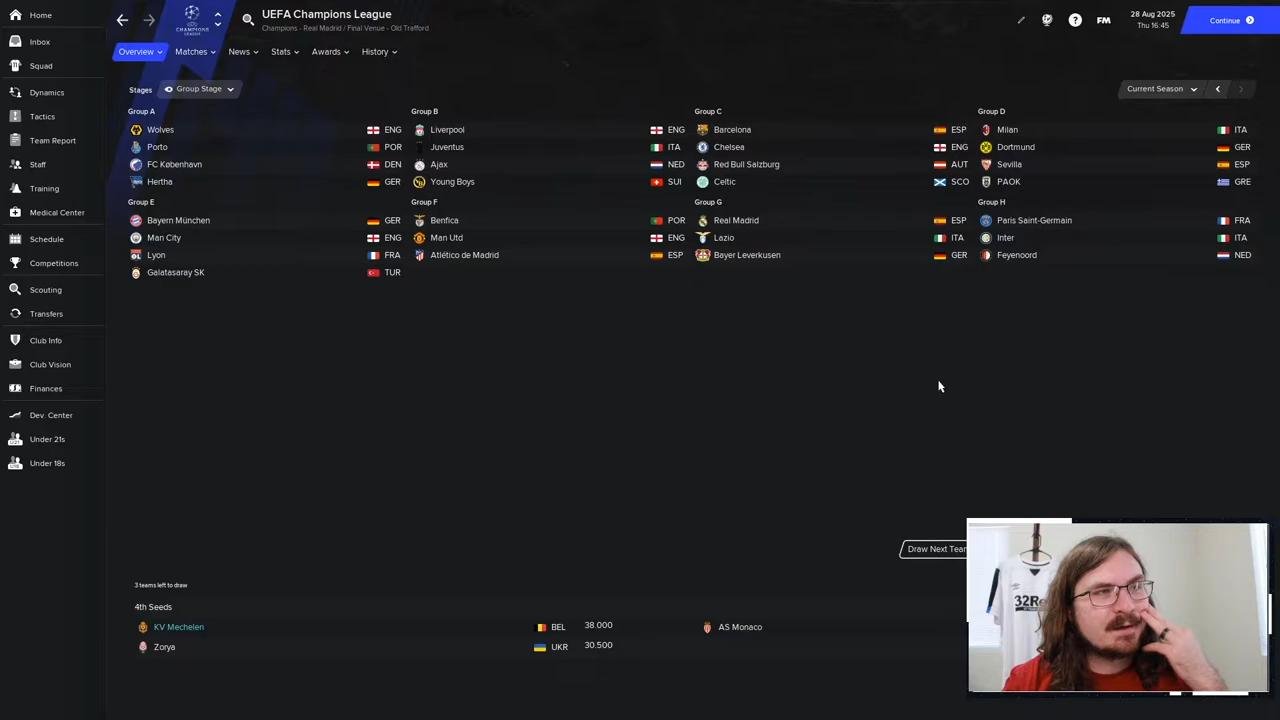 Home
Inbox
Squad
Dynamics
Tactics
Team Report
Staff
Training
Medical Center
Schedule
Competitions
Scouting
Transfers
Club Info
Club Vision
Finances
Dev. Center
Under 21s
Under 18s
UEFA Champions League
Champions - Real Madrid / Final Venue - Old Trafford
CHAMPIONS LEAGUE
FM
28 Aug 2025
Thu 16:45
Continue
Overview Matches News Stats Awards History
Stages Group Stage
Current Season
Group A
Wolves ENG
Porto POR
FC København DEN
Hertha GER
Group B
Liverpool ENG
Juventus ITA
Ajax NED
Young Boys SUI
Group C
Barcelona ESP
Chelsea ENG
Red Bull Salzburg AUT
Celtic SCO
Group D
Milan ITA
Dortmund GER
Sevilla ESP
PAOK GRE
Group E
Bayern München GER
Man City ENG
Lyon FRA
Galatasaray SK TUR
Group F
Benfica POR
Man Utd ENG
Atlético de Madrid ESP
Group G
Real Madrid ESP
Lazio ITA
Bayer Leverkusen GER
Group H
Paris Saint-Germain FRA
Inter ITA
Feyenoord NED
Draw Next Team
3 teams left to draw
4th Seeds
KV Mechelen BEL 38.000
AS Monaco
Zorya UKR 30.500